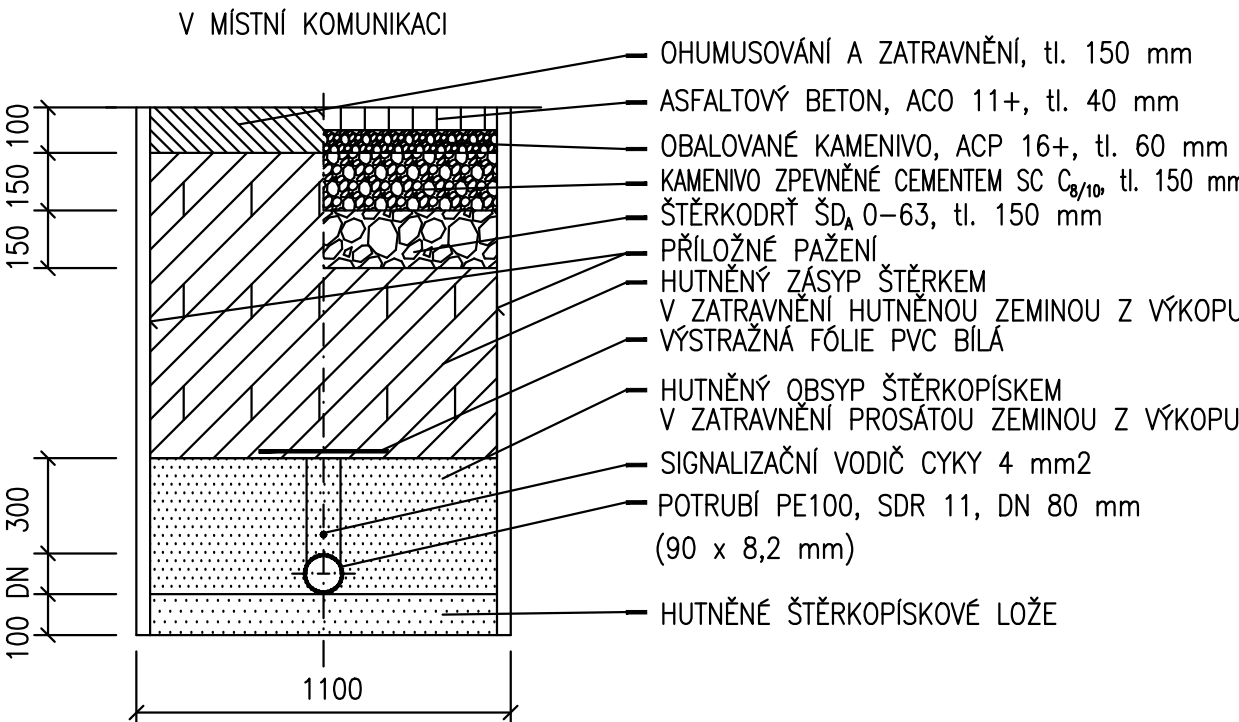 V MÍSTNÍ KOMUNIKACI
OHUMUSOVÁNÍ A ZATRAVNĚNÍ, tl. 150 mm
ASFALTOVÝ BETON, ACO 11+, tl. 40 mm
OBALOVANÉ KAMENIVO, ACP 16+, tl. 60 mm
KAMENIVO ZPEVNĚNÉ CEMENTEM SC C8/10, tl. 150 mm
ŠTĚRKODRŤ ŠDA 0-63, tl. 150 mm
PŘÍLOŽNÉ PAŽENÍ
HUTNĚNÝ ZÁSYP ŠTĚRKEM
V ZATRAVNĚNÍ HUTNĚNOU ZEMINOU Z VÝKOPU
VÝSTRAŽNÁ FÓLIE PVC BÍLÁ
HUTNĚNÝ OBSYP ŠTĚRKOPÍSKEM
V ZATRAVNĚNÍ PROSÁTOU ZEMINOU Z VÝKOPU
SIGNALIZAČNÍ VODIČ CYKY 4 mm2
POTRUBÍ PE100, SDR 11, DN 80 mm
(90 x 8,2 mm)
HUTNĚNÉ ŠTĚRKOPÍSKOVÉ LOŽE
100
150
150
300
DN
100
1100